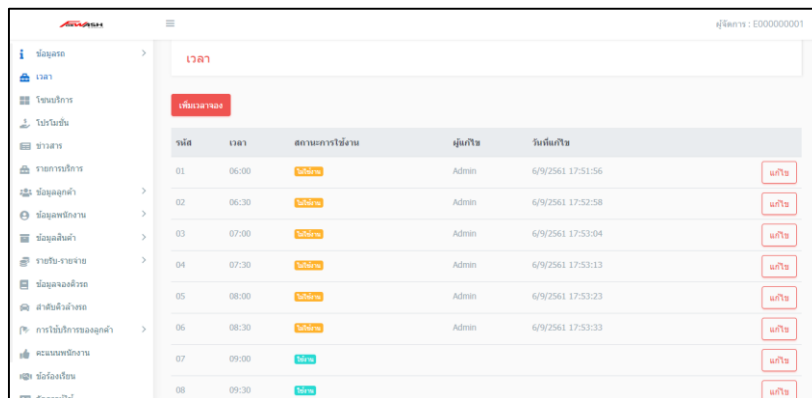 ผู้จัดการ : E000000001
ข้อมูลรถ
เวลา
โซนบริการ
โปรโมชั่น
ข่าวสาร
รายการบริการ
ข้อมูลลูกค้า
ข้อมูลพนักงาน
ข้อมูลสินค้า
รายรับ-รายจ่าย
ข้อมูลจองคิวรถ
ลำดับคิวล้างรถ
การใช้บริการของลูกค้า
คะแนนพนักงาน
ข้อร้องเรียน
เวลา
เพิ่มเวลาจอง
รหัส เวลา สถานะการใช้งาน ผู้แก้ไข วันที่แก้ไข
01 06:00 ไม่ใช้งาน Admin 6/9/2561 17:51:56 แก้ไข
02 06:30 ไม่ใช้งาน Admin 6/9/2561 17:52:58 แก้ไข
03 07:00 ไม่ใช้งาน Admin 6/9/2561 17:53:04 แก้ไข
04 07:30 ไม่ใช้งาน Admin 6/9/2561 17:53:13 แก้ไข
05 08:00 ไม่ใช้งาน Admin 6/9/2561 17:53:23 แก้ไข
06 08:30 ไม่ใช้งาน Admin 6/9/2561 17:53:33 แก้ไข
07 09:00 ใช้งาน แก้ไข
08 09:30 ใช้งาน แก้ไข